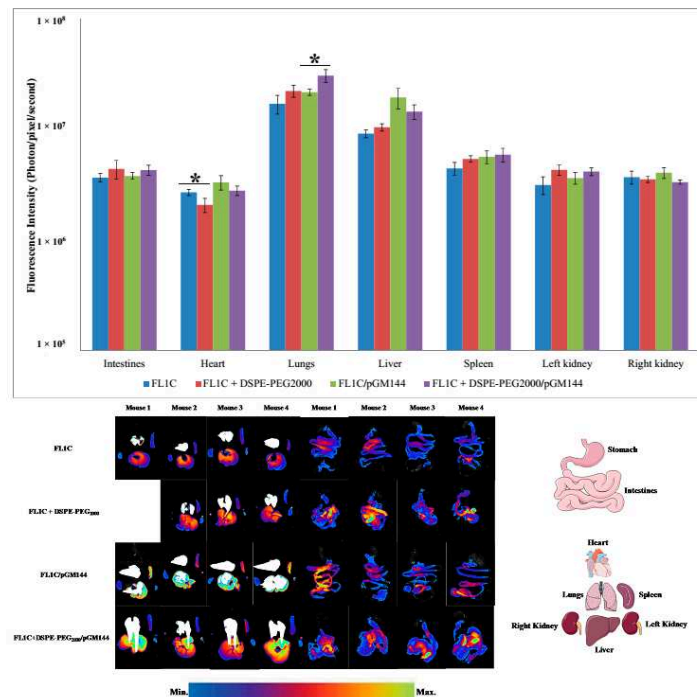 1 × 10⁸
*
1 × 10⁷
*
Fluorescence Intensity (Photon/pixel/second)
1 × 10⁶
1 × 10⁵
Intestines Heart Lungs Liver Spleen Left kidney Right kidney
FL1C FL1C + DSPE-PEG2000 FL1C/pGM144 FL1C + DSPE-PEG2000/pGM144
Mouse 1 Mouse 2 Mouse 3 Mouse 4 Mouse 1 Mouse 2 Mouse 3 Mouse 4
FL1C
Stomach
Intestines
FL1C + DSPE-PEG2000
Heart
FL1C/pGM144
Lungs Spleen
Right Kidney Left Kidney
FL1C+DSPE-PEG2000/pGM144
Liver
Min. Max.